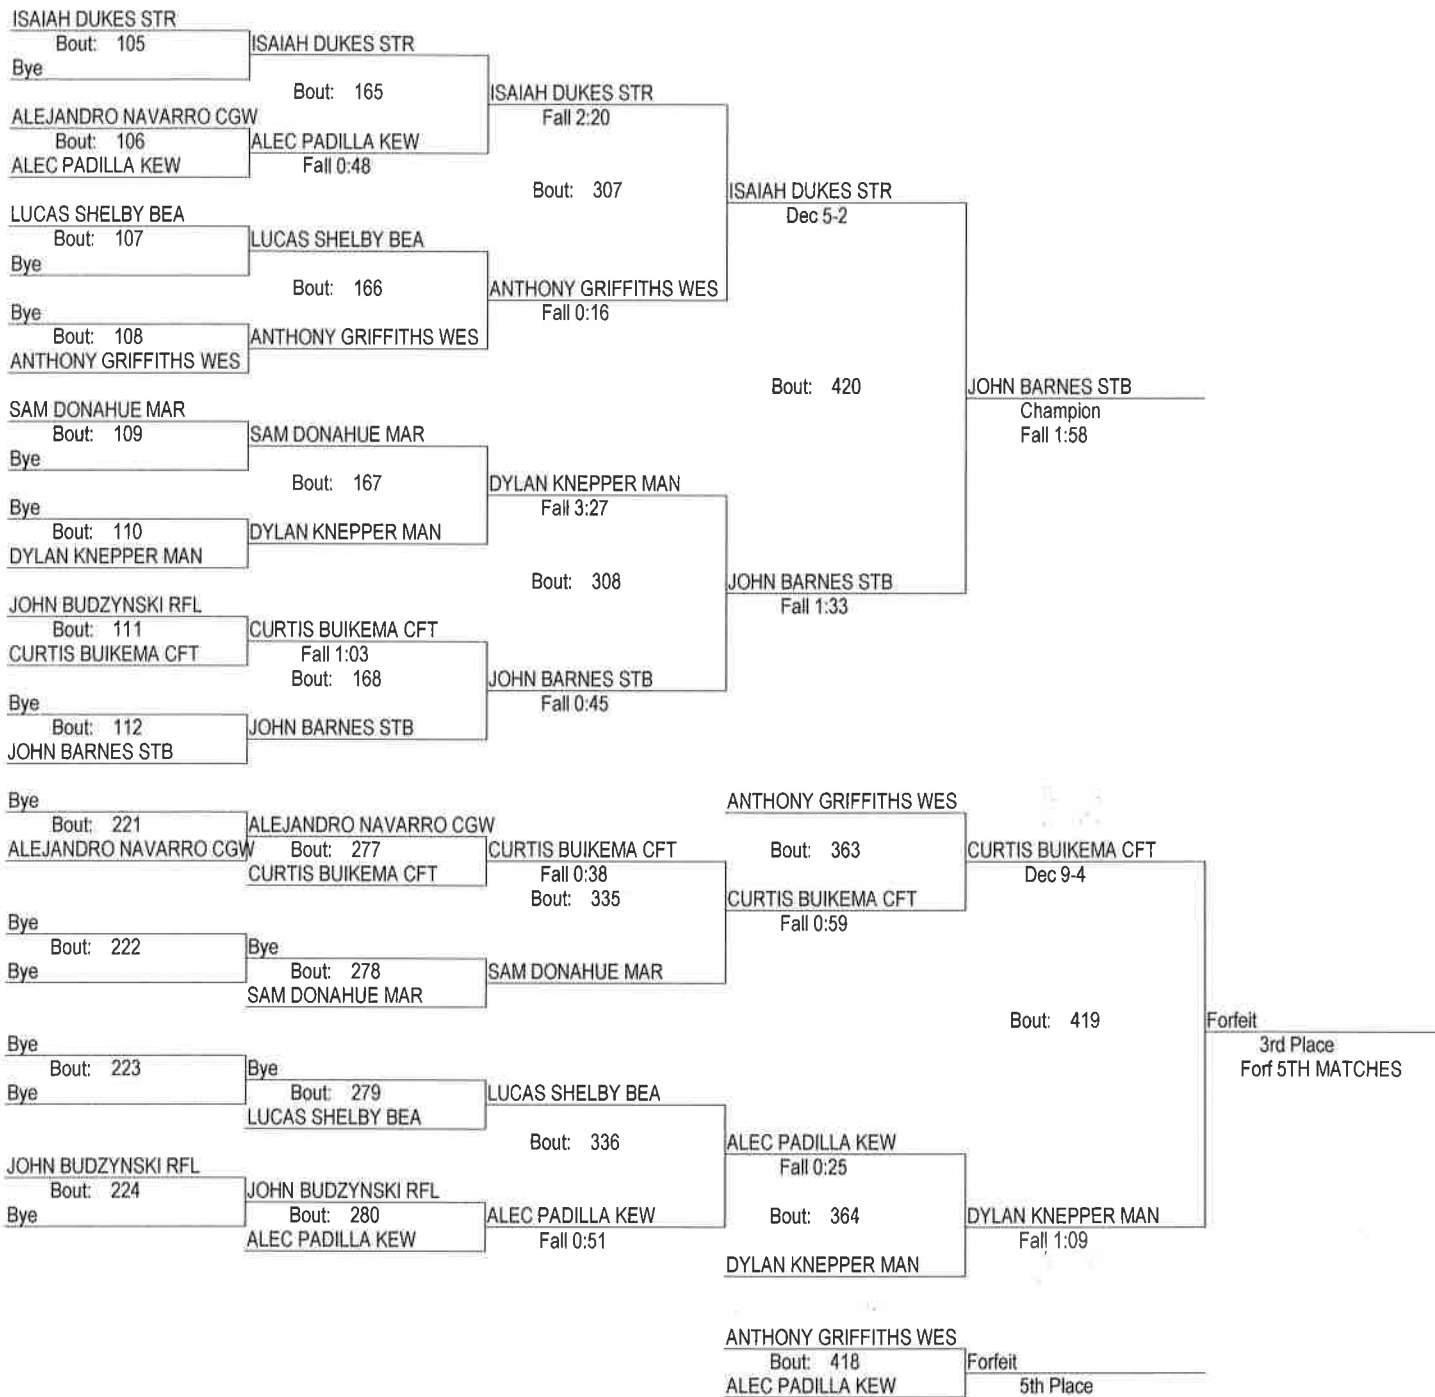 ISAIAH DUKES STR
Bout: 105
Bye
ISAIAH DUKES STR
Bout: 165
ALEJANDRO NAVARRO CGW
Bout: 106
ALEC PADILLA KEW
ALEC PADILLA KEW
Fall 0:48
ISAIAH DUKES STR
Fall 2:20
Bout: 307
LUCAS SHELBY BEA
Bout: 107
Bye
LUCAS SHELBY BEA
Bout: 166
Bye
Bout: 108
ANTHONY GRIFFITHS WES
ANTHONY GRIFFITHS WES
ANTHONY GRIFFITHS WES
Fall 0:16
ISAIAH DUKES STR
Dec 5-2
Bout: 420
SAM DONAHUE MAR
Bout: 109
Bye
SAM DONAHUE MAR
Bout: 167
Bye
Bout: 110
DYLAN KNEPPER MAN
DYLAN KNEPPER MAN
DYLAN KNEPPER MAN
Fall 3:27
Bout: 308
JOHN BUDZYNSKI RFL
Bout: 111
CURTIS BUIKEMA CFT
CURTIS BUIKEMA CFT
Fall 1:03
Bout: 168
Bye
Bout: 112
JOHN BARNES STB
JOHN BARNES STB
JOHN BARNES STB
Fall 0:45
JOHN BARNES STB
Fall 1:33
JOHN BARNES STB
Champion
Fall 1:58
Bye
Bout: 221
ALEJANDRO NAVARRO CGW
ALEJANDRO NAVARRO CGW
Bout: 277
CURTIS BUIKEMA CFT
CURTIS BUIKEMA CFT
Fall 0:38
Bout: 335
Bye
Bout: 222
Bye
Bye
Bout: 278
SAM DONAHUE MAR
SAM DONAHUE MAR
ANTHONY GRIFFITHS WES
Bout: 363
CURTIS BUIKEMA CFT
Fall 0:59
CURTIS BUIKEMA CFT
Dec 9-4
Bout: 419
Bye
Bout: 223
Bye
Bye
Bout: 279
LUCAS SHELBY BEA
LUCAS SHELBY BEA
Bout: 336
JOHN BUDZYNSKI RFL
Bout: 224
Bye
JOHN BUDZYNSKI RFL
Bout: 280
ALEC PADILLA KEW
ALEC PADILLA KEW
Fall 0:51
ALEC PADILLA KEW
Fall 0:25
Bout: 364
DYLAN KNEPPER MAN
DYLAN KNEPPER MAN
Fall 1:09
Forfeit
3rd Place
Forf 5TH MATCHES
ANTHONY GRIFFITHS WES
Bout: 418
ALEC PADILLA KEW
Forfeit
5th Place